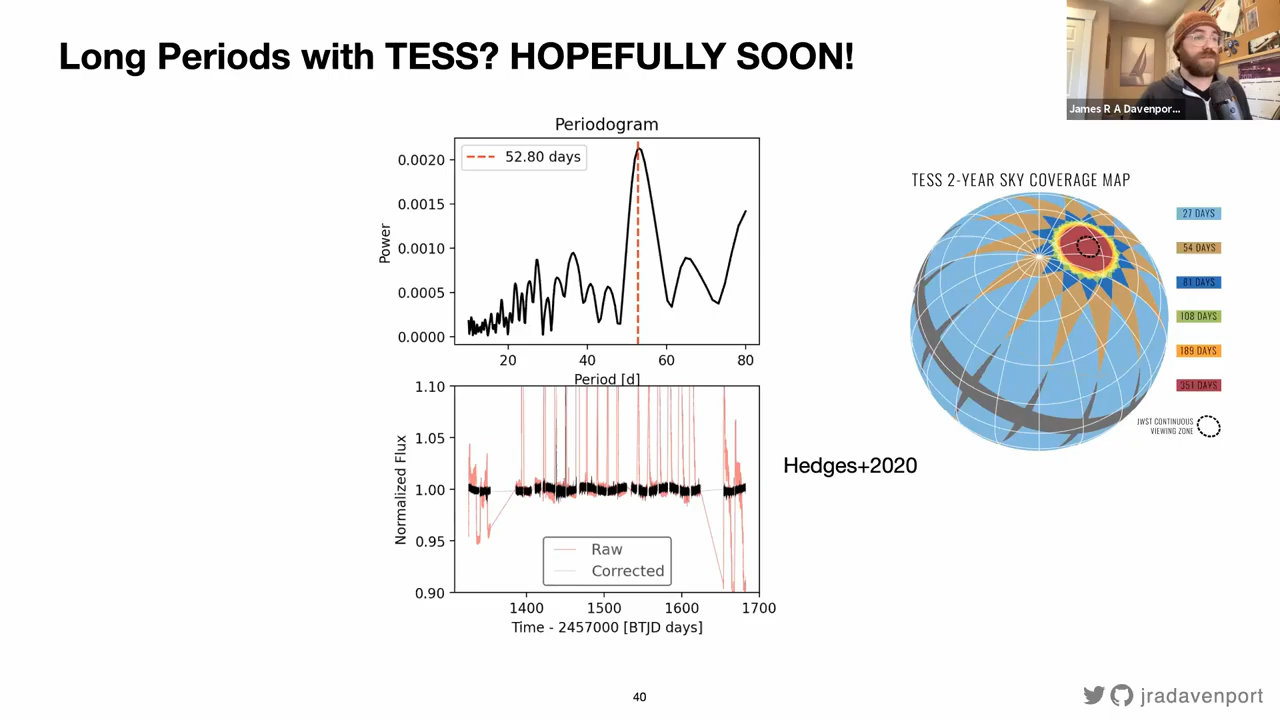 Long Periods with TESS? HOPEFULLY SOON!
James R A Davenpor...
Periodogram
52.80 days
0.0020
0.0015
0.0010
0.0005
0.0000
Power
20
40
60
80
Period [d]
1.10
1.05
1.00
0.95
0.90
Normalized Flux
Raw
Corrected
1400
1500
1600
1700
Time - 2457000 [BTJD days]
Hedges+2020
TESS 2-YEAR SKY COVERAGE MAP
27 DAYS
54 DAYS
81 DAYS
108 DAYS
189 DAYS
351 DAYS
JWST CONTINUOUS
VIEWING ZONE
40
jradavenport